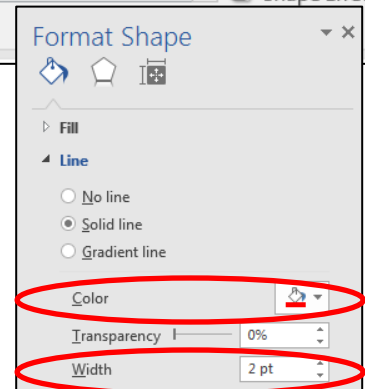 Format Shape
Fill
Line
No line
Solid line
Gradient line
Color
Transparency 0%
Width 2 pt